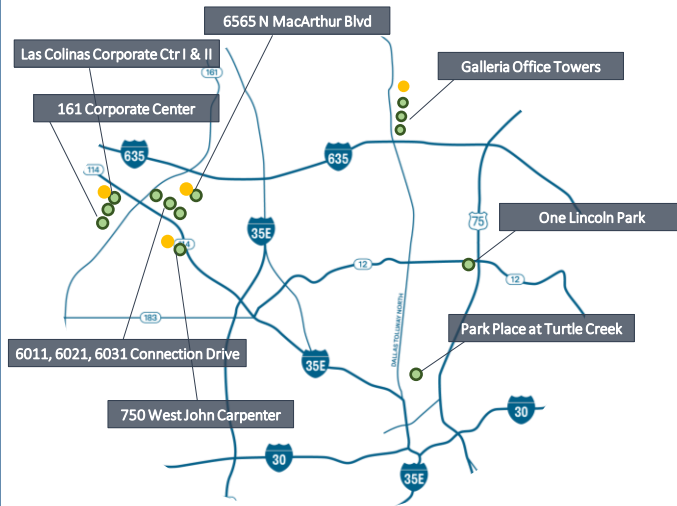 6565 N MacArthur Blvd
Las Colinas Corporate Ctr I & II
Galleria Office Towers
161
161 Corporate Center
635
635
114
One Lincoln Park
75
35E
12
12
183
DALLAS TOLLWAY NORTH
Park Place at Turtle Creek
6011, 6021, 6031 Connection Drive
35E
750 West John Carpenter
30
30
35E